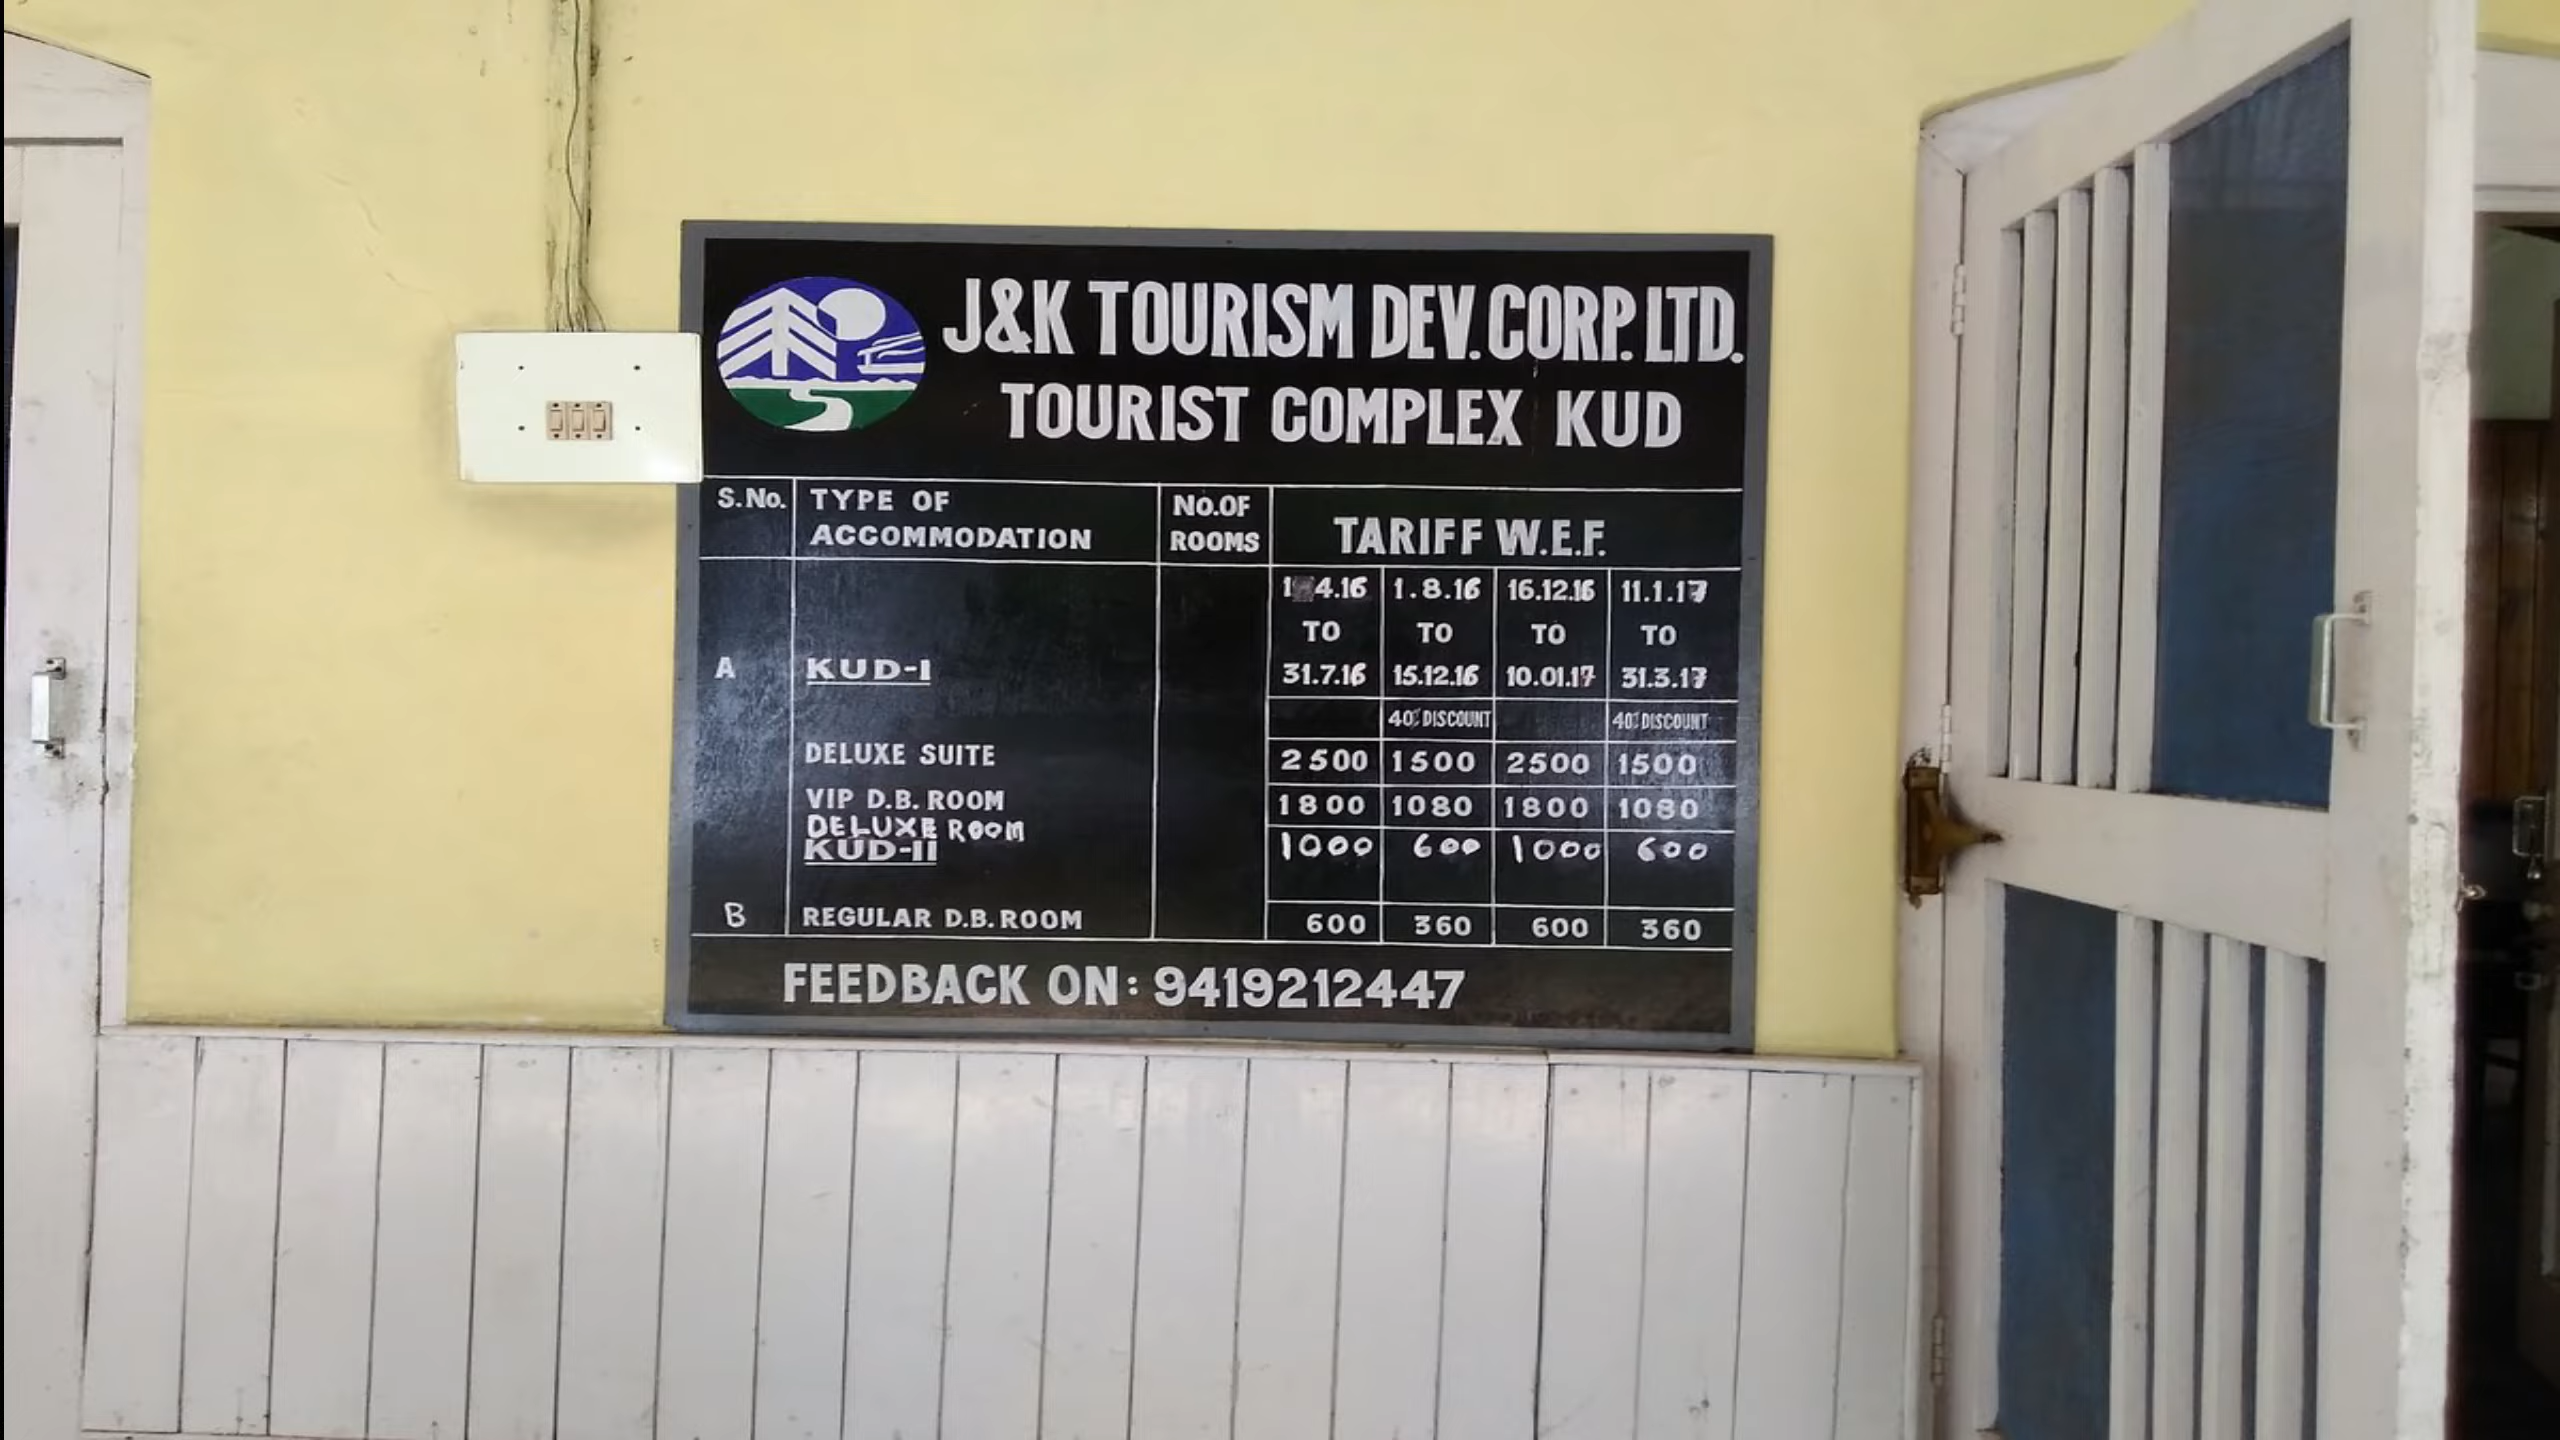 J&K TOURISM DEV. CORP. LTD.
TOURIST COMPLEX KUD
S.No. TYPE OF ACCOMMODATION No.OF ROOMS TARIFF W.E.F.
4.16 1.8.16 16.12.16 11.1.17
TO TO TO TO
A KUD-I 31.7.16 15.12.16 10.01.17 31.3.17
40% DISCOUNT 40% DISCOUNT
DELUXE SUITE 2500 1500 2500 1500
VIP D.B. ROOM 1800 1080 1800 1080
DELUXE ROOM 1000 600 1000 600
KUD-II
B REGULAR D.B. ROOM 600 360 600 360
FEEDBACK ON: 9419212447